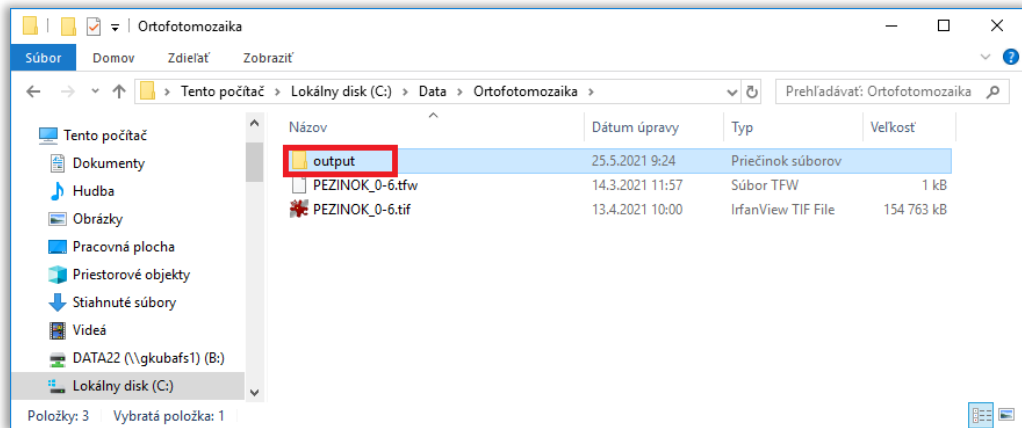 Ortofotomozaika
Súbor Domov Zdieľať Zobraziť
Tento počítač > Lokálny disk (C:) > Data > Ortofotomozaika >
Prehľadávať: Ortofotomozaika
Názov Dátum úpravy Typ Veľkosť
output 25.5.2021 9:24 Priečinok súborov
PEZINOK_0-6.tfw 14.3.2021 11:57 Súbor TFW 1 kB
PEZINOK_0-6.tif 13.4.2021 10:00 IrfanView TIF File 154 763 kB
Tento počítač
Dokumenty
Hudba
Obrázky
Pracovná plocha
Priestorové objekty
Stiahnuté súbory
Videá
DATA22 (\\gkubafs1) (B:)
Lokálny disk (C:)
Položky: 3 Vybratá položka: 1